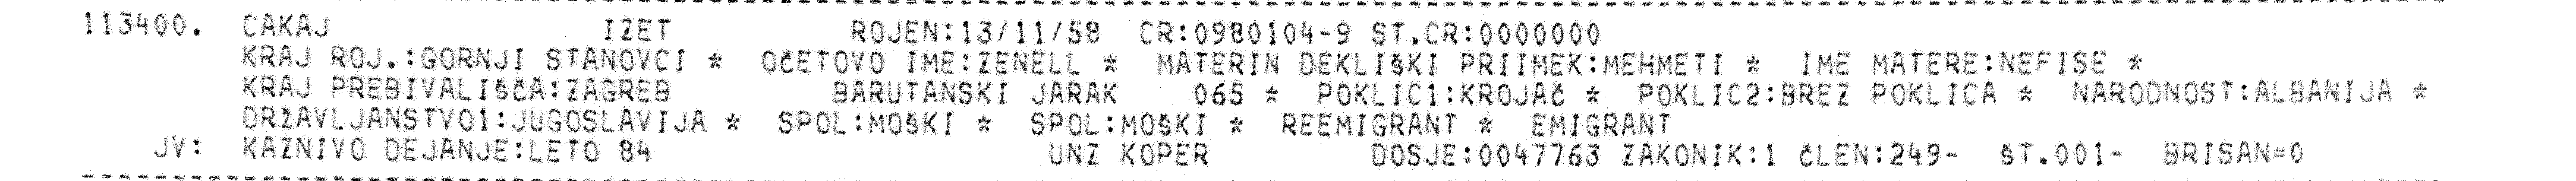 113400. CAKAJ IZET ROJEN:13/11/58 CR:0980104-9 ST.CR:0000000
KRAJ ROJ.:GORNJI STANOVCI * OČETOVO IME:ZENELL * MATERIN DEKLIŠKI PRIIMEK:MEHMETI * IME MATERE:NEFISE *
KRAJ PREBIVALIŠČA:ZAGREB BARUTANSKI JARAK 065 * POKLIC1:KROJAČ * POKLIC2:BREZ POKLICA * NARODNOST:ALBANIJA *
DRŽAVLJANSTVO1:JUGOSLAVIJA * SPOL:MOŠKI * SPOL:MOŠKI * REEMIGRANT * EMIGRANT
JV: KAZNIVO DEJANJE:LETO 84 UNZ KOPER DOSJE:0047763 ZAKONIK:1 ČLEN:249- ŠT.001- BRISAN=0